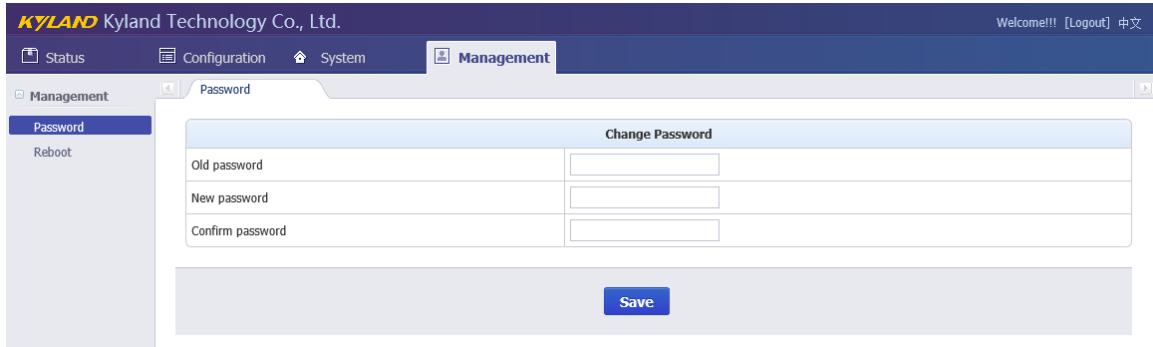 KYLAND Kyland Technology Co., Ltd. Welcome!!! [Logout] 中文
Status Configuration System Management
Management
Password
Reboot
Password
Change Password
Old password
New password
Confirm password
Save